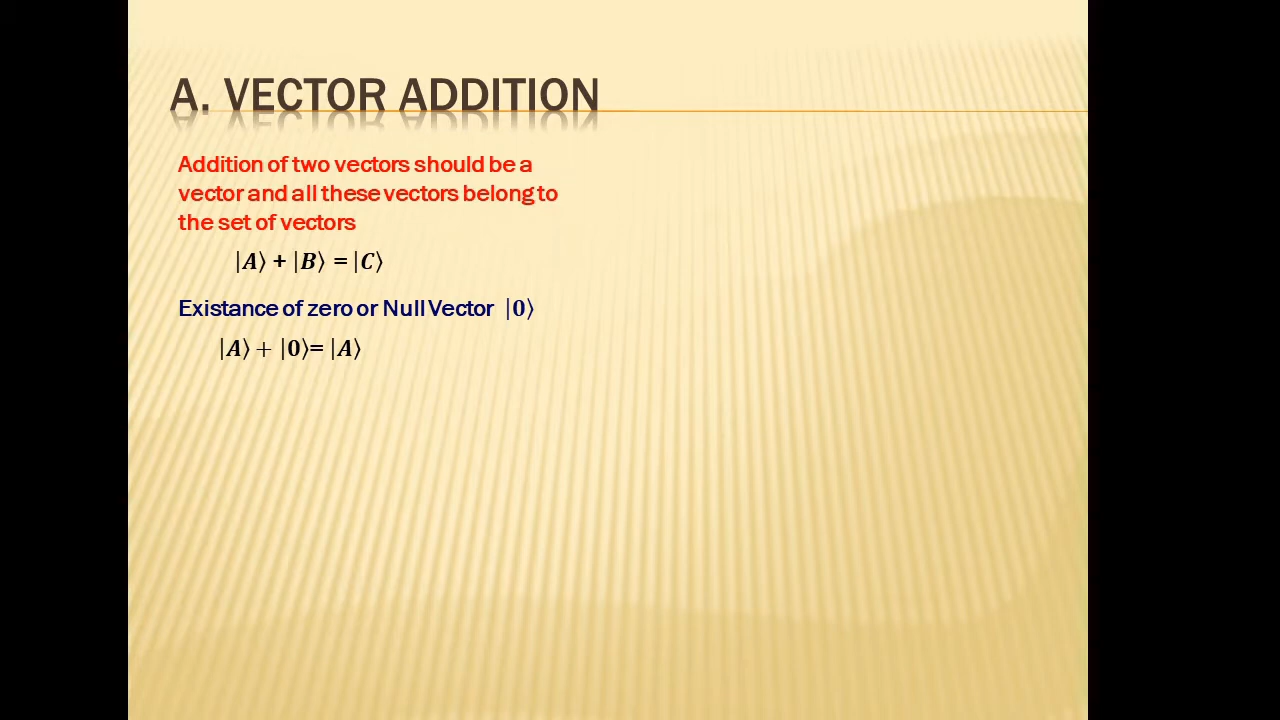 A. VECTOR ADDITION
Addition of two vectors should be a
vector and all these vectors belong to
the set of vectors
|A⟩ + |B⟩ = |C⟩
Existance of zero or Null Vector |0⟩
|A⟩ + |0⟩= |A⟩